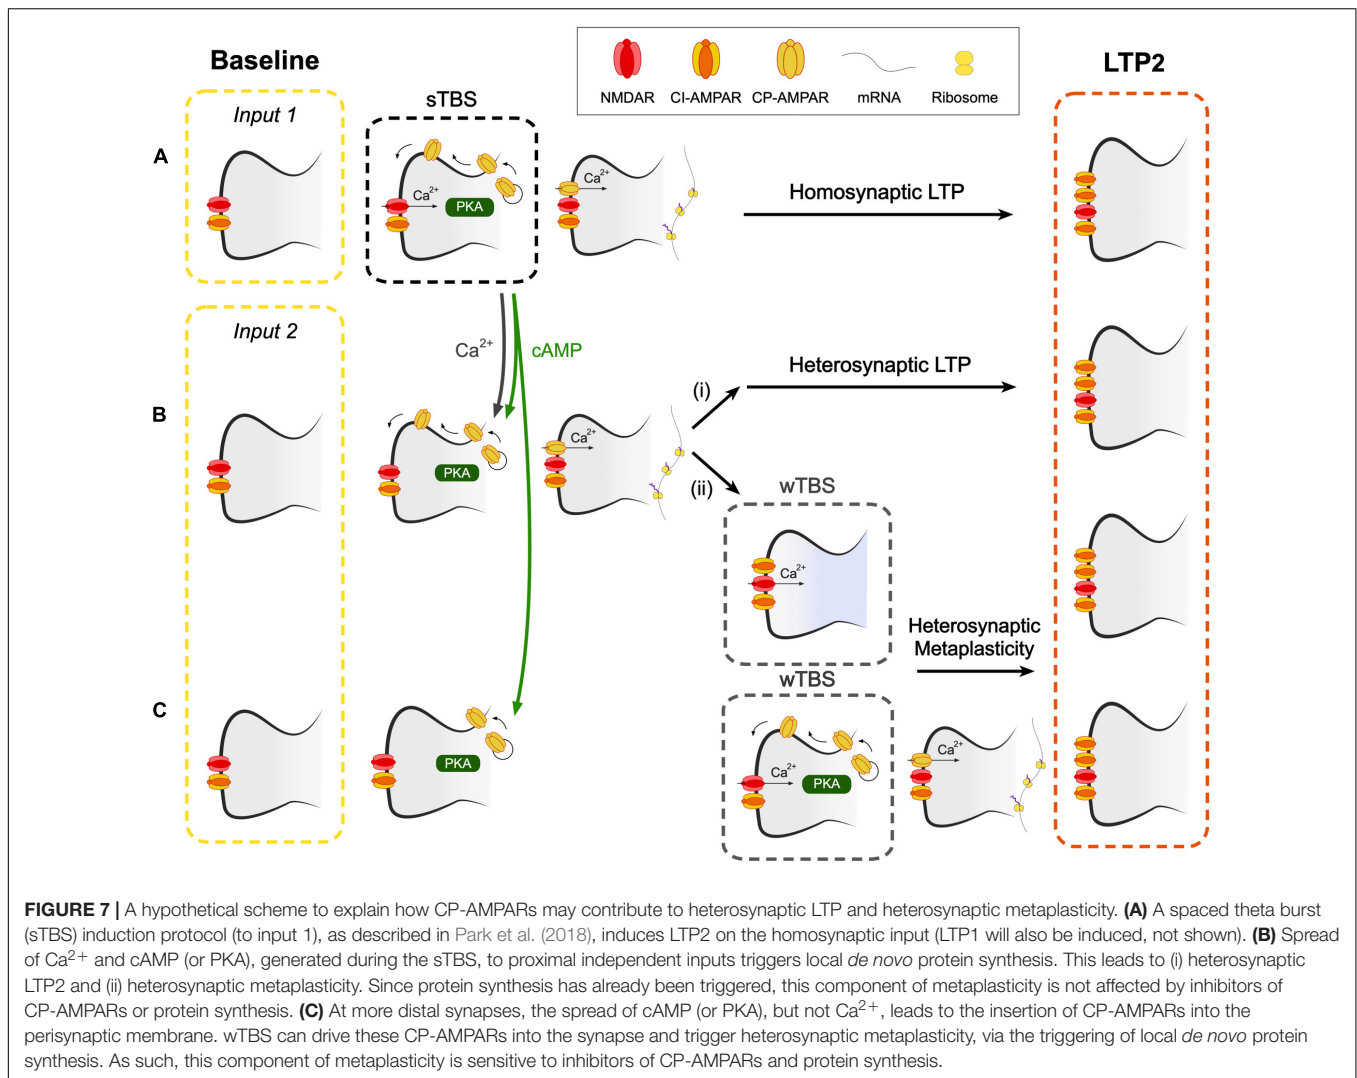 Baseline
LTP2
NMDAR
CI-AMPAR
CP-AMPAR
mRNA
Ribosome
Input 1
sTBS
A
Ca2+
PKA
Ca2+
Homosynaptic LTP
Input 2
Ca2+
cAMP
B
PKA
Ca2+
(i)
Heterosynaptic LTP
(ii)
wTBS
Ca2+
Heterosynaptic
Metaplasticity
wTBS
C
PKA
Ca2+
PKA
Ca2+
FIGURE 7 | A hypothetical scheme to explain how CP-AMPARs may contribute to heterosynaptic LTP and heterosynaptic metaplasticity. (A) A spaced theta burst
(sTBS) induction protocol (to input 1), as described in Park et al. (2018), induces LTP2 on the homosynaptic input (LTP1 will also be induced, not shown). (B) Spread
of Ca2+ and cAMP (or PKA), generated during the sTBS, to proximal independent inputs triggers local de novo protein synthesis. This leads to (i) heterosynaptic
LTP2 and (ii) heterosynaptic metaplasticity. Since protein synthesis has already been triggered, this component of metaplasticity is not affected by inhibitors of
CP-AMPARs or protein synthesis. (C) At more distal synapses, the spread of cAMP (or PKA), but not Ca2+, leads to the insertion of CP-AMPARs into the
perisynaptic membrane. wTBS can drive these CP-AMPARs into the synapse and trigger heterosynaptic metaplasticity, via the triggering of local de novo protein
synthesis. As such, this component of metaplasticity is sensitive to inhibitors of CP-AMPARs and protein synthesis.